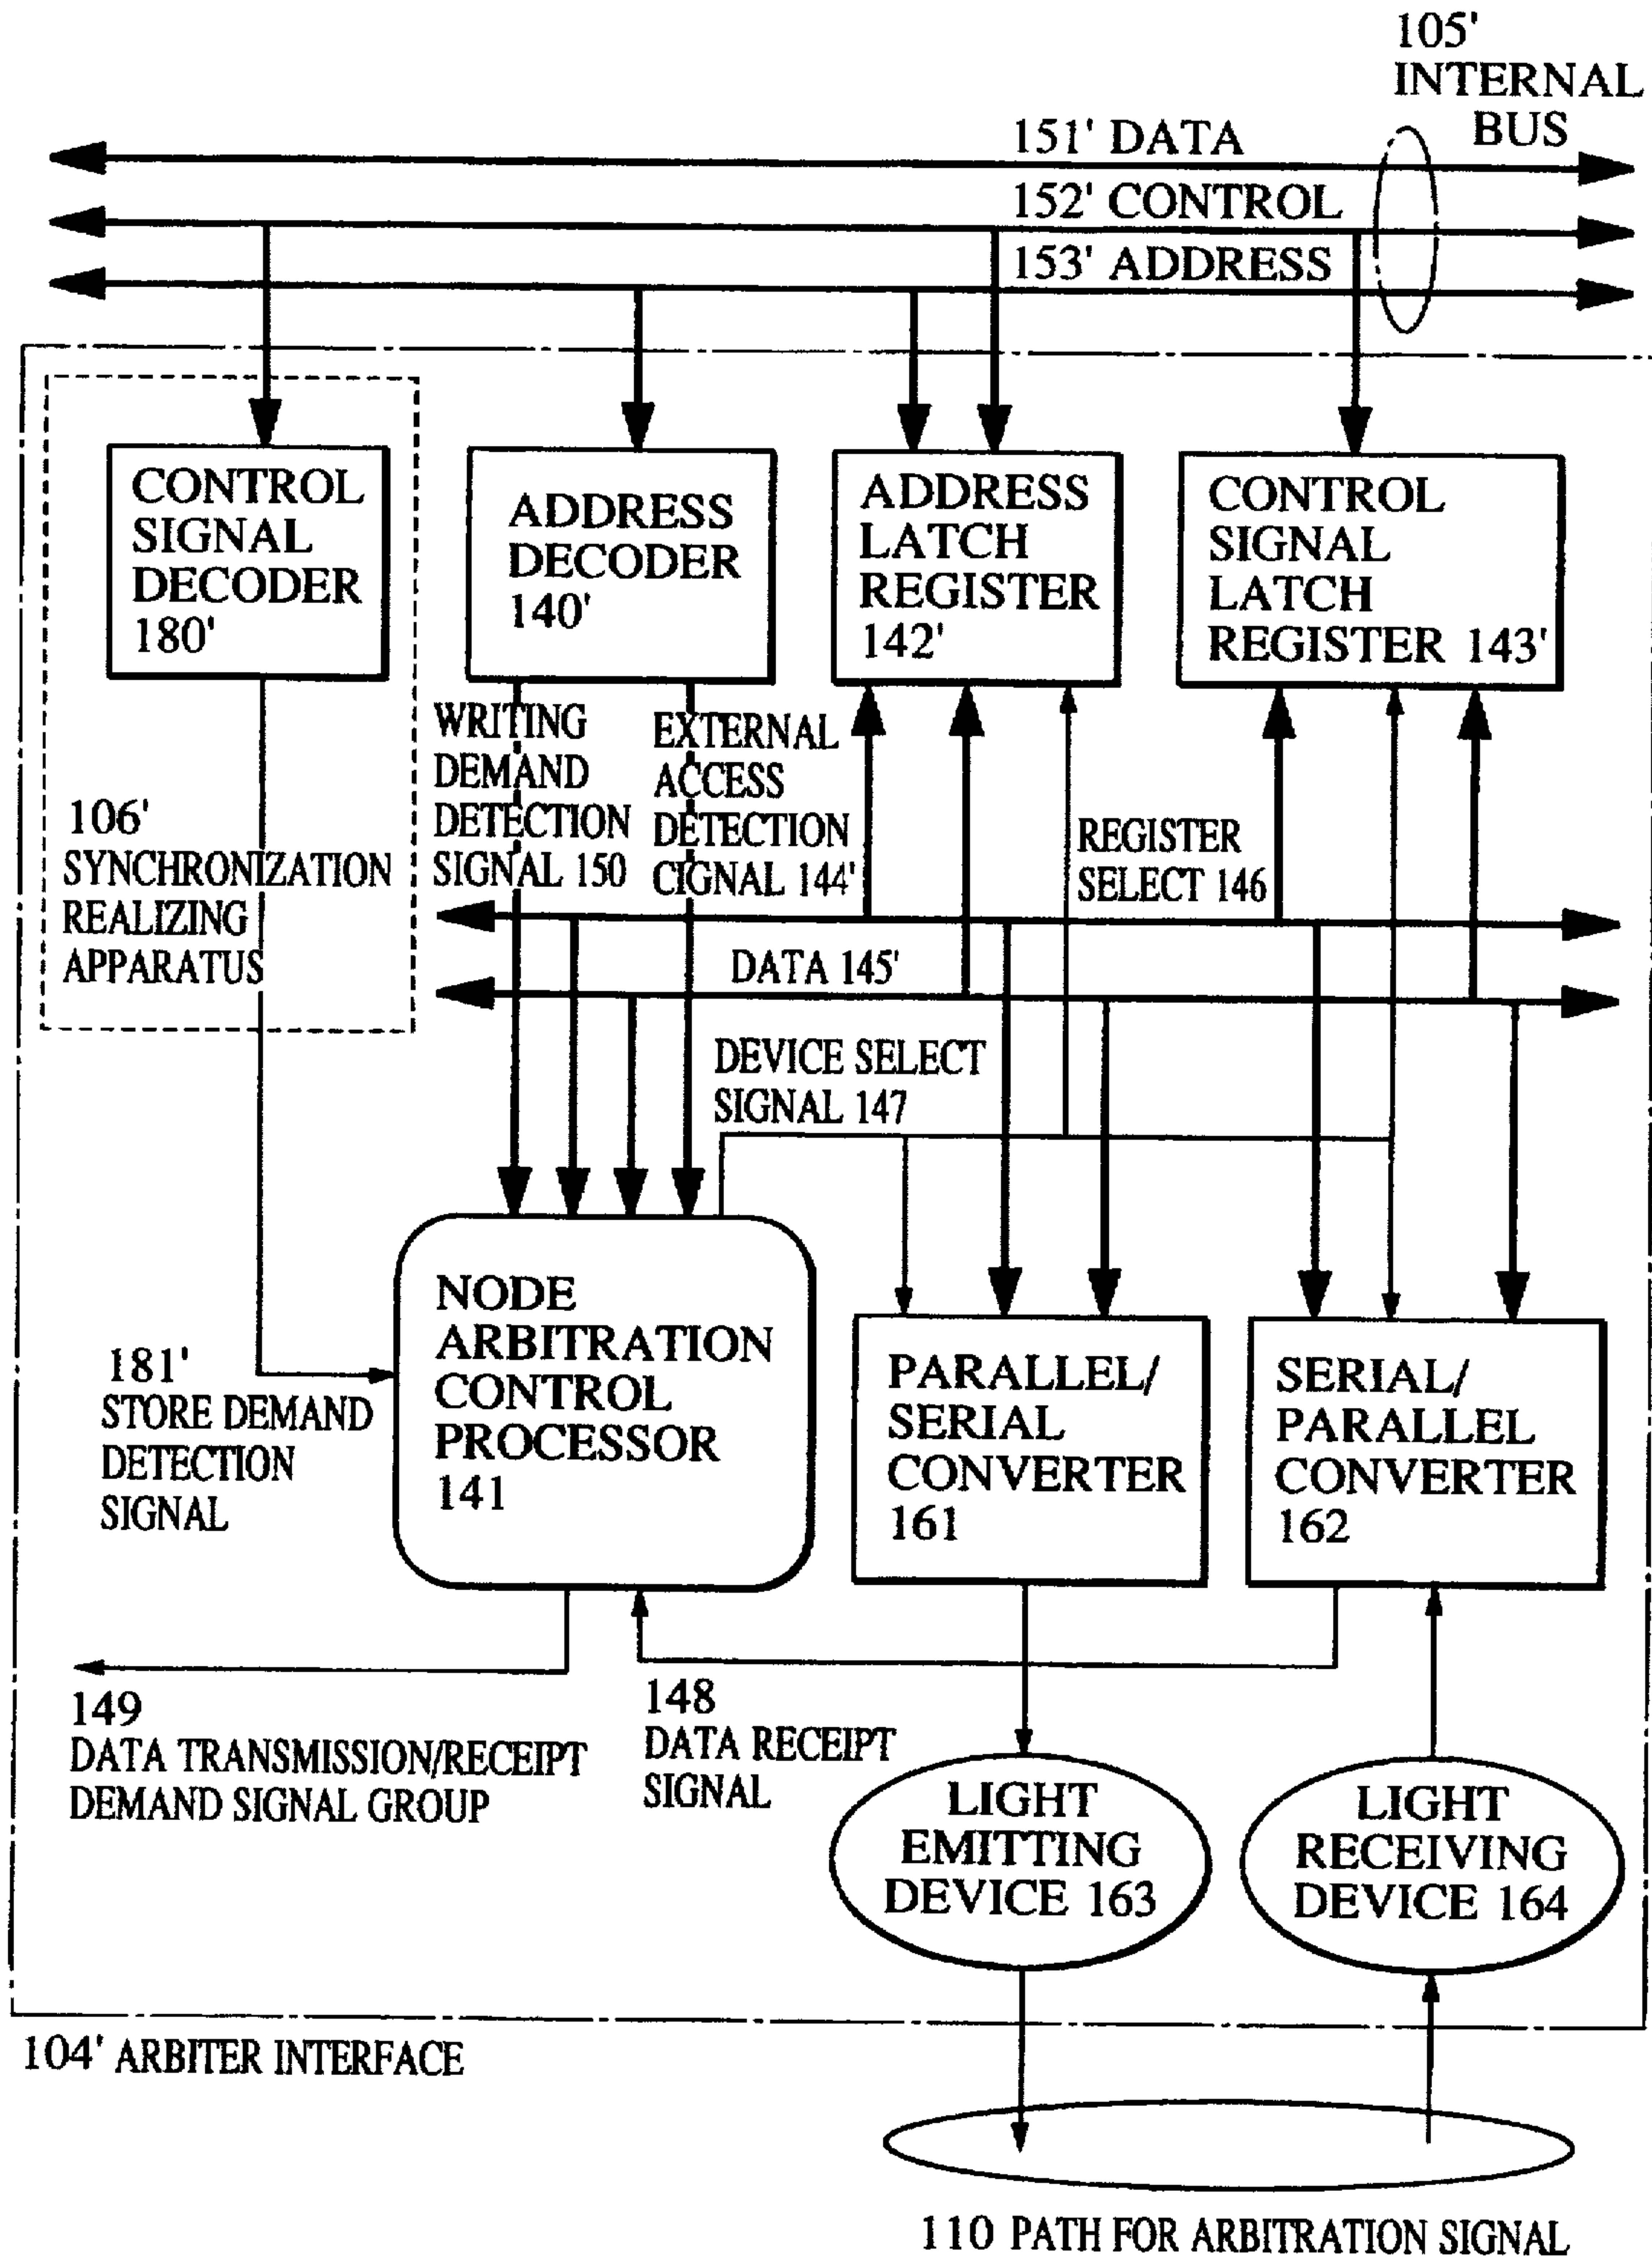 105'
INTERNAL
BUS
151' DATA
152' CONTROL
153' ADDRESS
CONTROL
SIGNAL
DECODER
180'
ADDRESS
DECODER
140'
ADDRESS
LATCH
REGISTER
142'
CONTROL
SIGNAL
LATCH
REGISTER 143'
WRITING
DEMAND
DETECTION
SIGNAL 150
EXTERNAL
ACCESS
DETECTION
CIGNAL 144'
106'
SYNCHRONIZATION
REALIZING
APPARATUS
REGISTER
SELECT 146
DATA 145'
DEVICE SELECT
SIGNAL 147
NODE
ARBITRATION
CONTROL
PROCESSOR
141
PARALLEL/
SERIAL
CONVERTER
161
SERIAL/
PARALLEL
CONVERTER
162
181'
STORE DEMAND
DETECTION
SIGNAL
149
DATA TRANSMISSION/RECEIPT
DEMAND SIGNAL GROUP
148
DATA RECEIPT
SIGNAL
LIGHT
EMITTING
DEVICE 163
LIGHT
RECEIVING
DEVICE 164
104' ARBITER INTERFACE
110 PATH FOR ARBITRATION SIGNAL